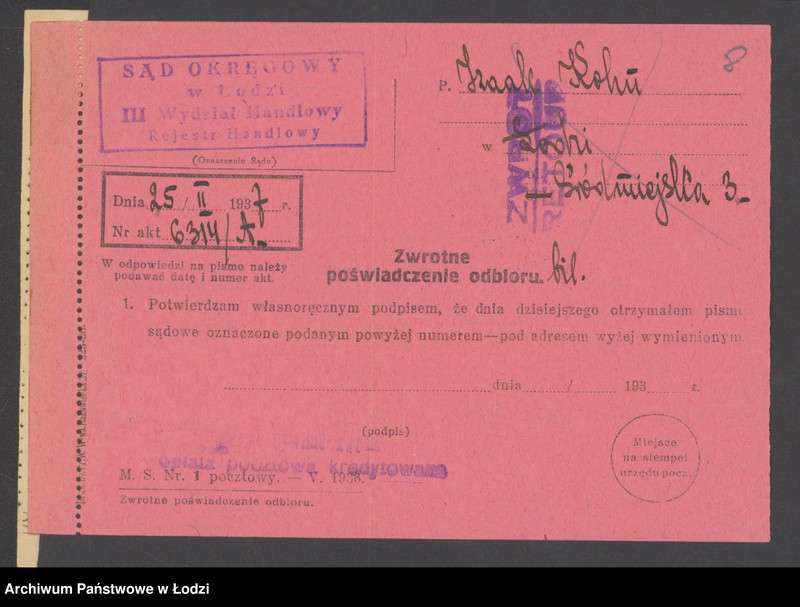 8
SĄD OKRĘGOWY
w Łodzi
III Wydział Handlowy
Rejestr Handlowy
(Oznaczenie Sądu)
P. Izaak Kohn
w Łodzi
Śródmiejska 3
Dnia 25 / II 1937 r.
Nr akt 63 III/A
W odpowiedzi na pismo należy
podawać datę i numer akt.
Zwrotne
poświadczenie odbioru. bil.
1. Potwierdzam własnoręcznym podpisem, że dnia dzisiejszego otrzymałem pismo
sądowe oznaczone podanym powyżej numerem—pod adresem wyżej wymienionym
dnia / 193 r.
(podpis)
opłata pocztowa kredytowana
Miejsce
na stempel
urzędu pocz.
M. S. Nr. 1 pocztowy. — V. 1936.
Zwrotne poświadczenie odbioru.
Archiwum Państwowe w Łodzi